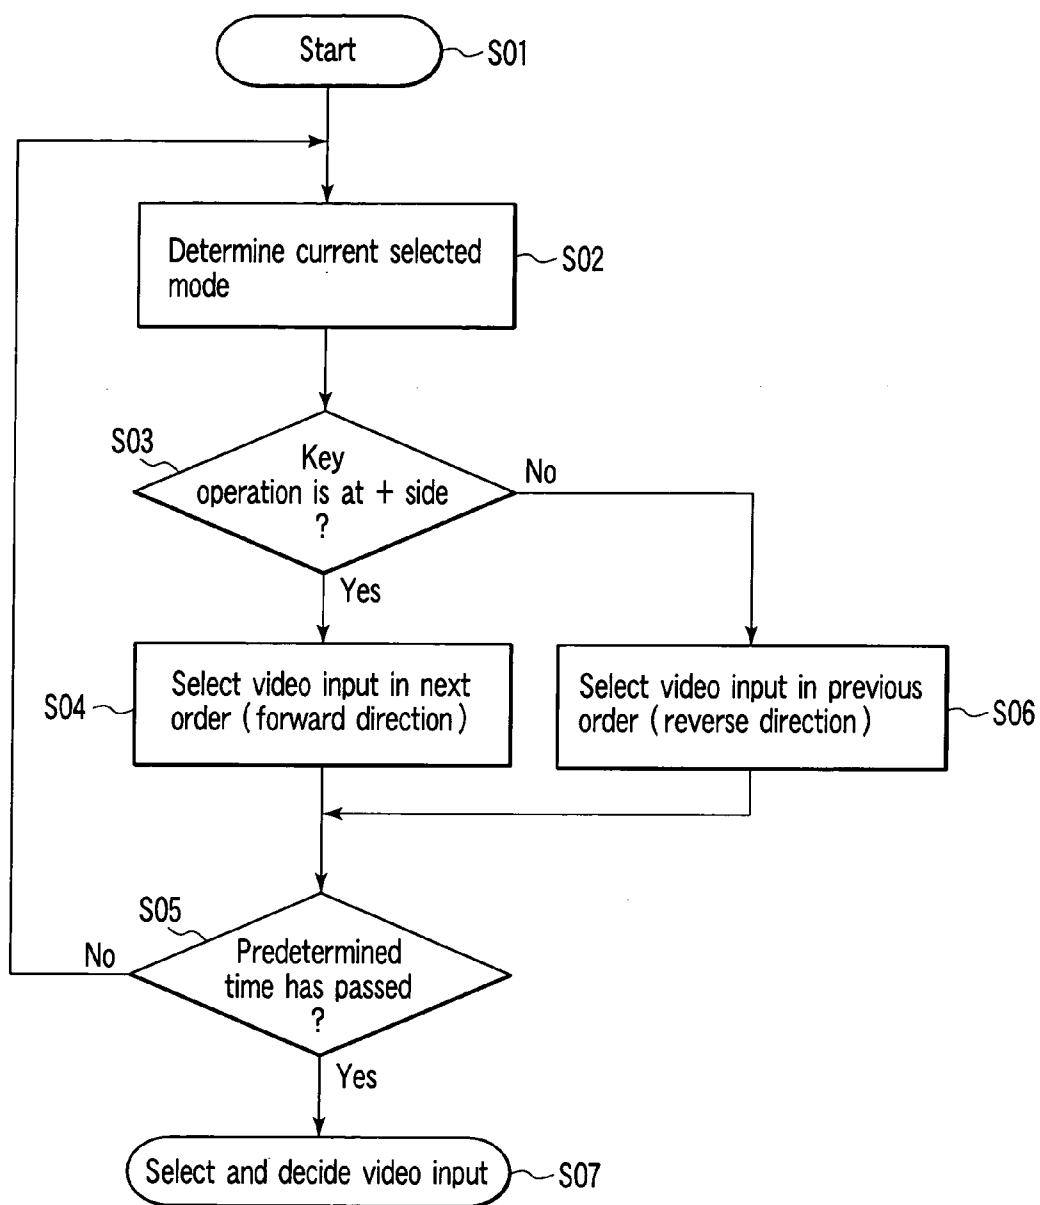 Start
S01
Determine current selected
mode
S02
S03
Key
operation is at + side
?
No
Yes
Select video input in next
order (forward direction)
S04
Select video input in previous
order (reverse direction)
S06
S05
Predetermined
time has passed
?
No
Yes
Select and decide video input
S07